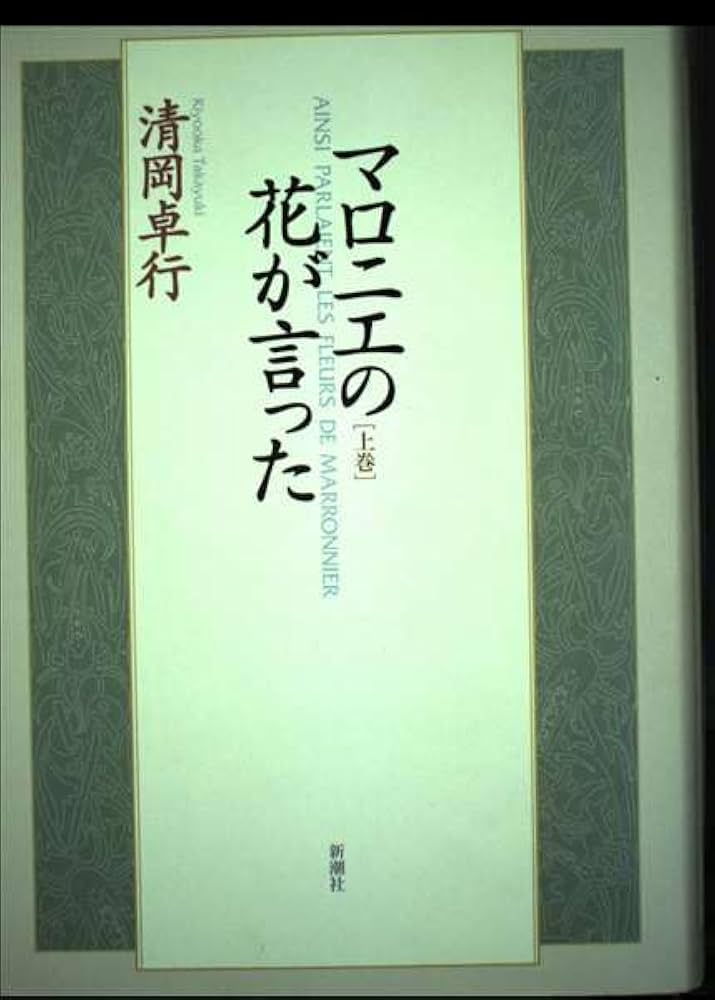 マロニエの
[上巻]
花が言った
AINSI PARLAIENT LES FLEURS DE MARRONNIER
Kiyooka Takayuki
清岡卓行
新潮社